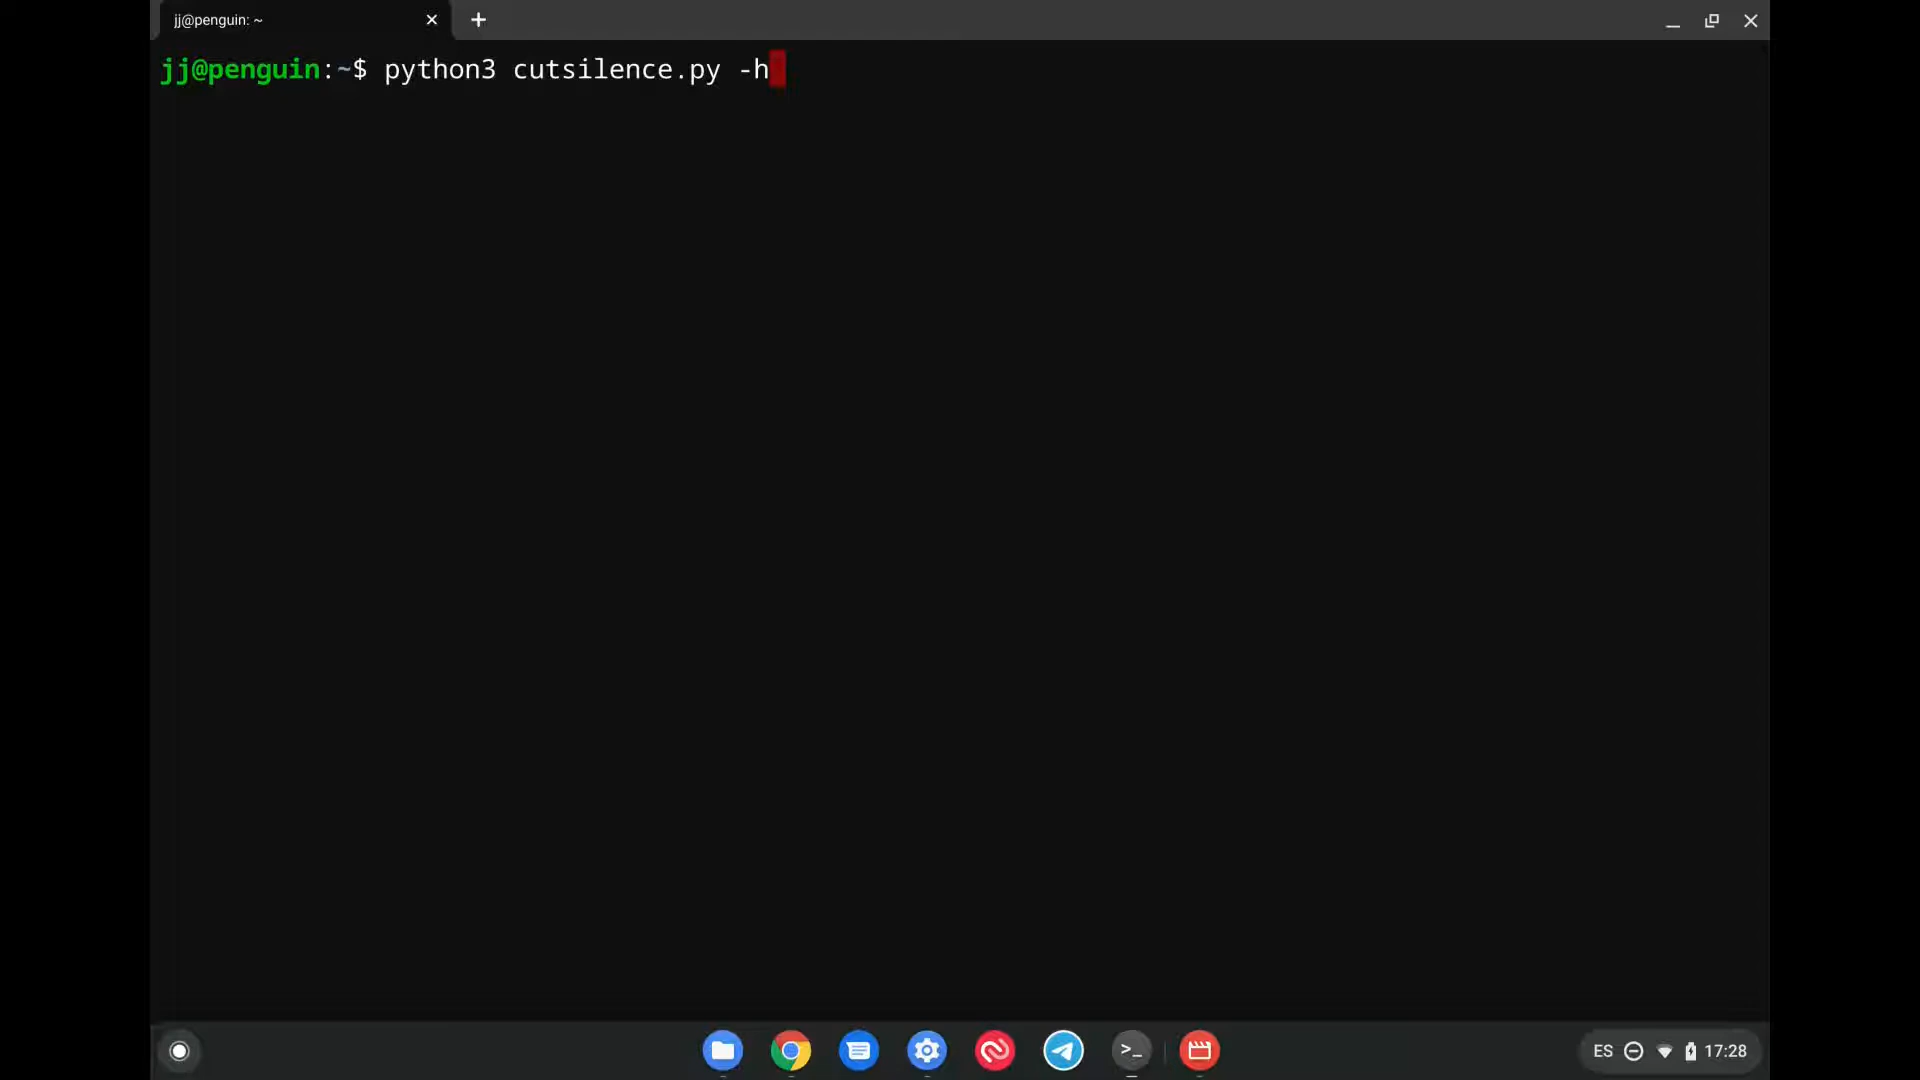 jj@penguin: ~
jj@penguin:~$ python3 cutsilence.py -h
ES 17:28